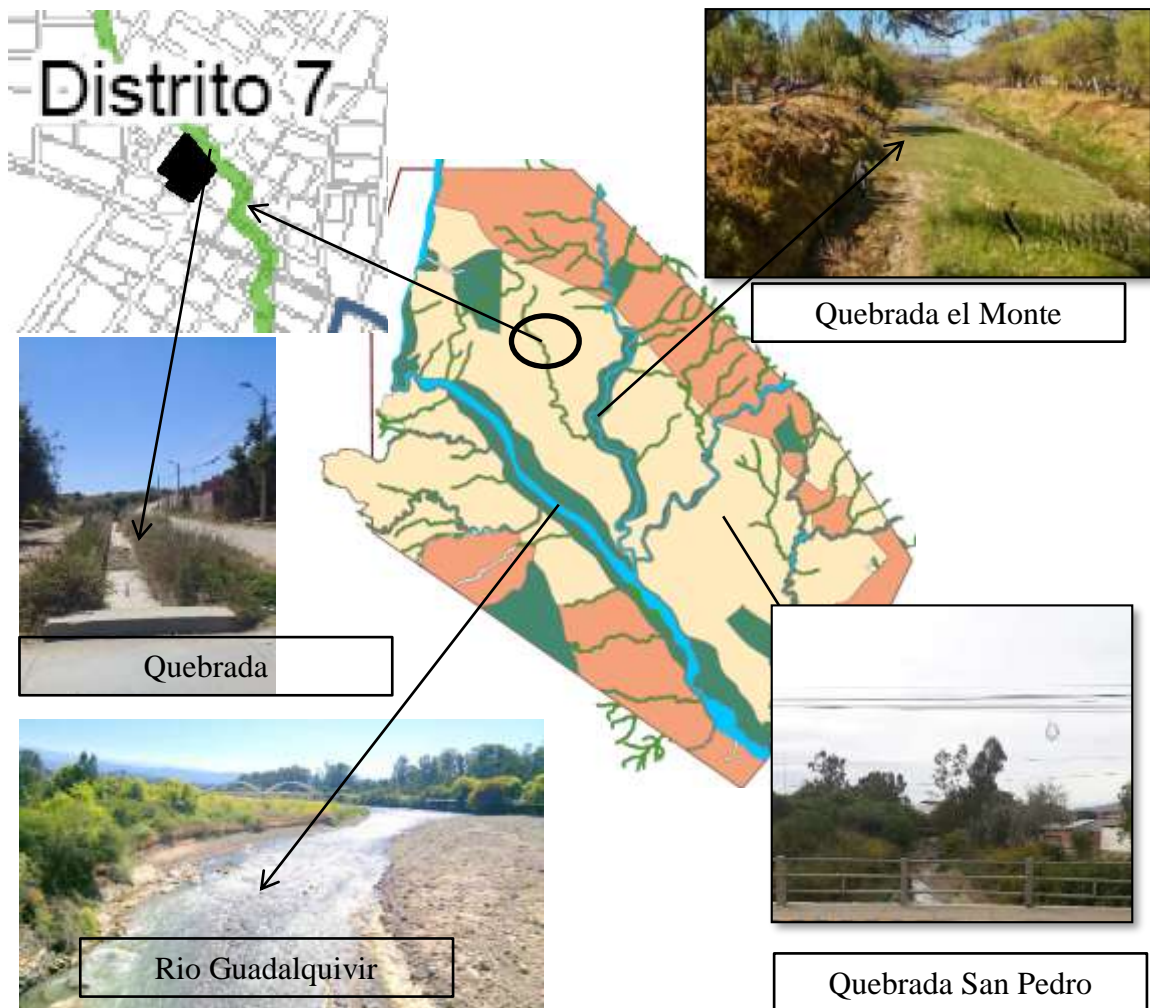 Distrito 7
Quebrada el Monte
Quebrada
Rio Guadalquivir
Quebrada San Pedro